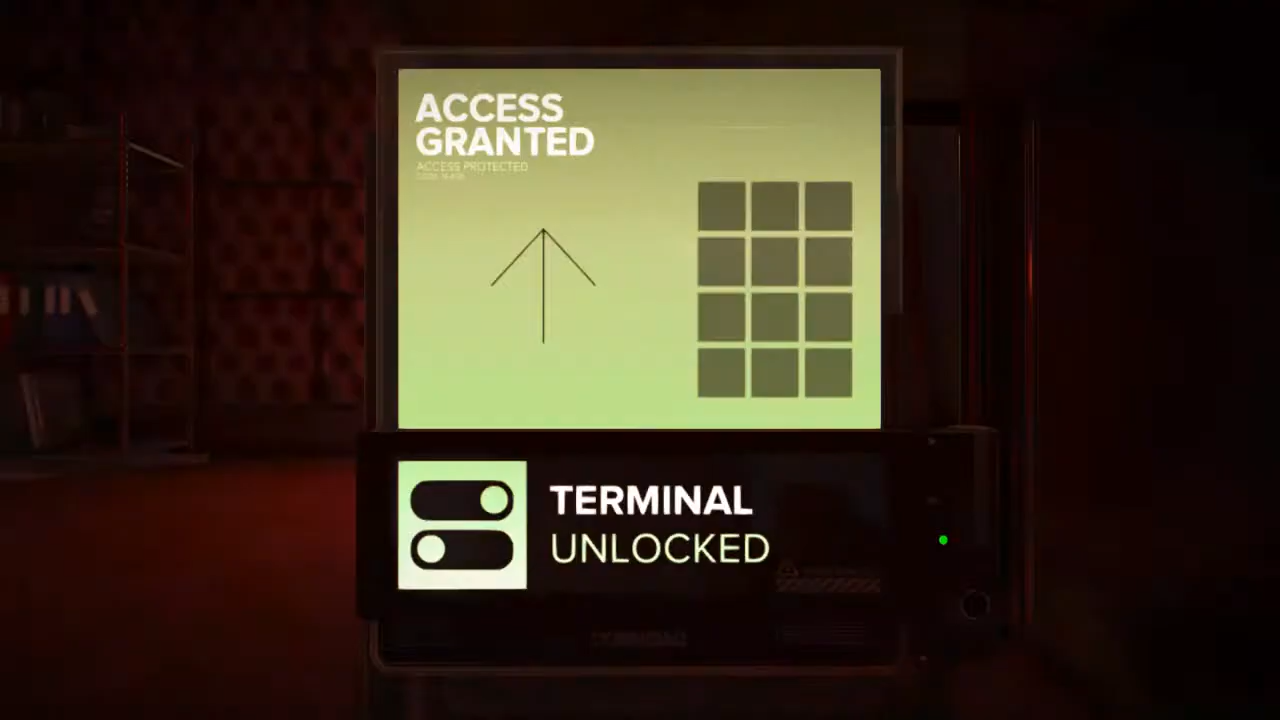 ACCESS
GRANTED
ACCESS PROTECTED
TERMINAL
UNLOCKED